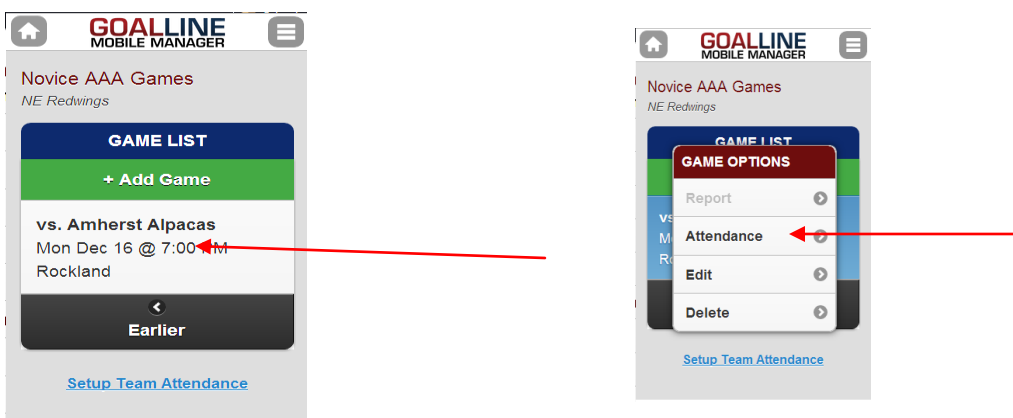 GOALLINE
MOBILE MANAGER
Novice AAA Games
NE Redwings
GAME LIST
+ Add Game
vs. Amherst Alpacas
Mon Dec 16 @ 7:00 PM
Rockland
Earlier
Setup Team Attendance
GOALLINE
MOBILE MANAGER
Novice AAA Games
NE Redwings
GAME LIST
GAME OPTIONS
Report
Attendance
Edit
Delete
Setup Team Attendance